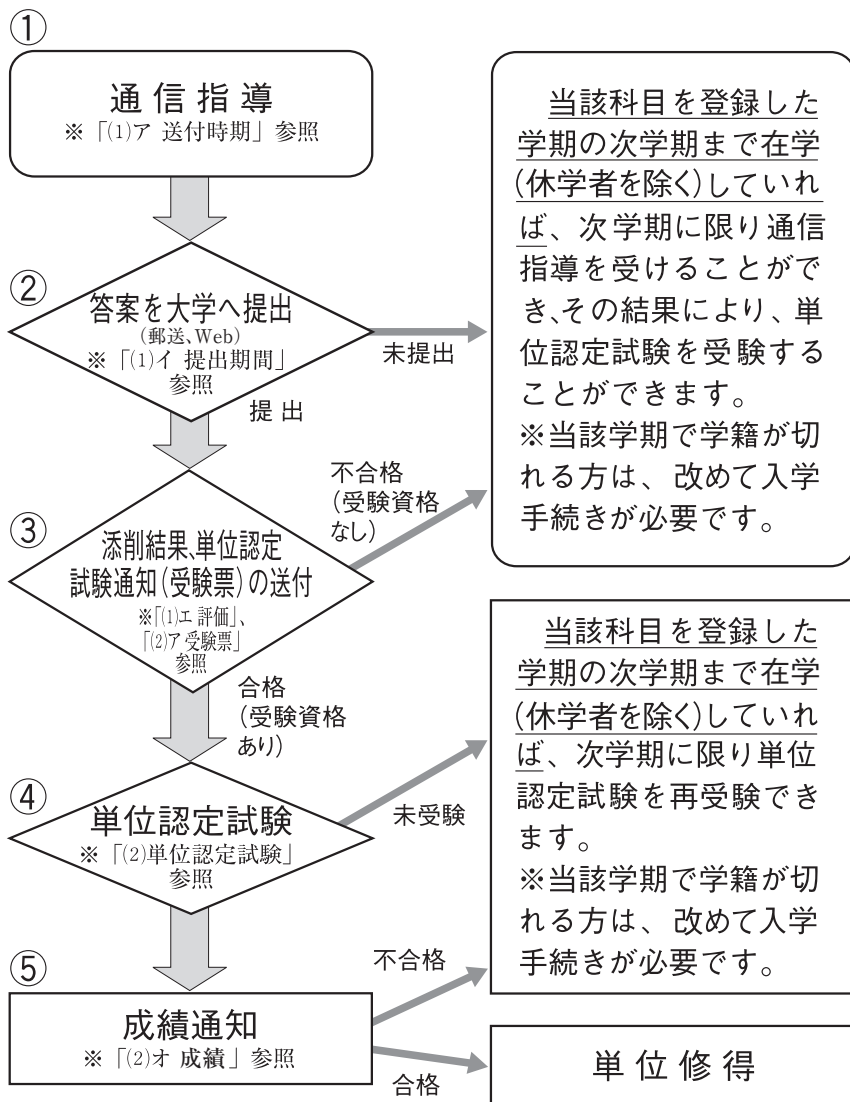 ①
通信指導
※「(1)ア 送付時期」参照
②
答案を大学へ提出
(郵送、Web)
※「(1)イ 提出期間」
参照
未提出
提出
当該科目を登録した
学期の次学期まで在学
(休学者を除く)していれ
ば、次学期に限り通信
指導を受けることがで
き、その結果により、単
位認定試験を受験する
ことができます。
※当該学期で学籍が切
れる方は、改めて入学
手続きが必要です。
③
添削結果、単位認定
試験通知(受験票)の送付
※「(1)エ 評価」、
「(2)ア 受験票」
参照
不合格
(受験資格
なし)
合格
(受験資格
あり)
④
単位認定試験
※「(2)単位認定試験」
参照
未受験
当該科目を登録した
学期の次学期まで在学
(休学者を除く)していれ
ば、次学期に限り単位
認定試験を再受験でき
ます。
※当該学期で学籍が切
れる方は、改めて入学
手続きが必要です。
⑤
成績通知
※「(2)オ 成績」参照
不合格
合格
単位修得